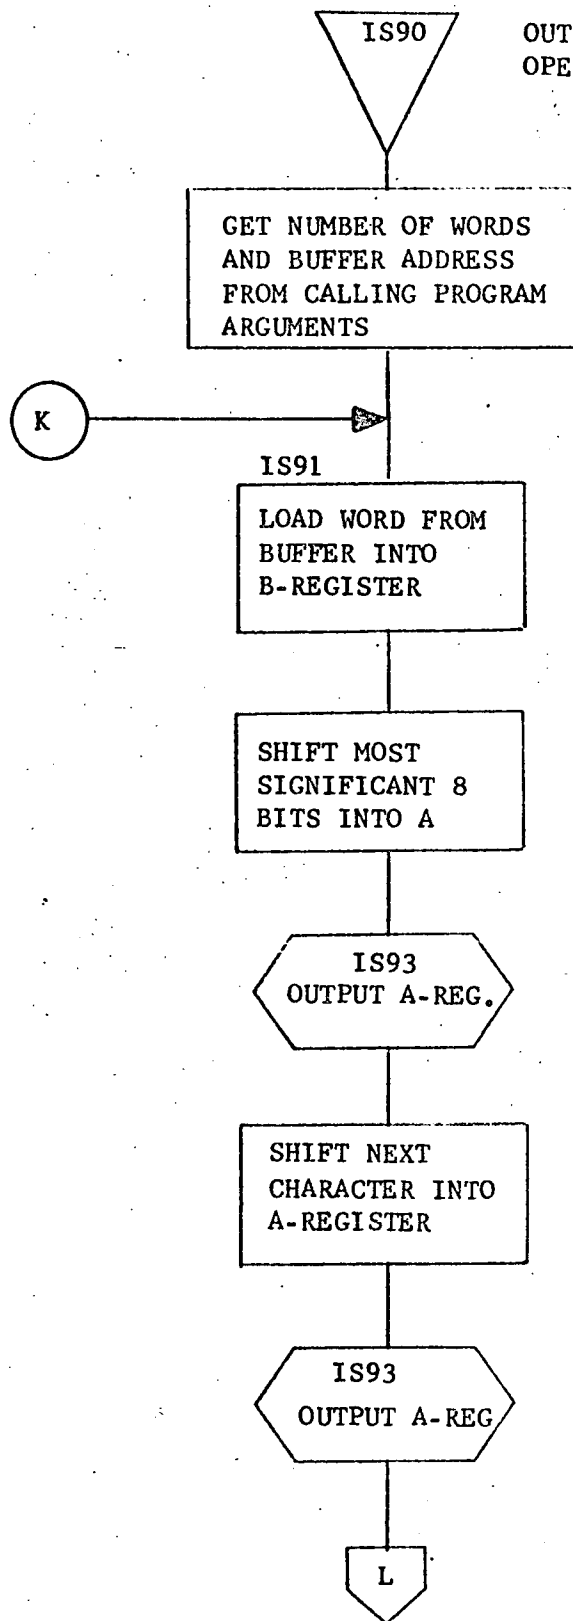 IS90
OUT
OPE
GET NUMBER OF WORDS
AND BUFFER ADDRESS
FROM CALLING PROGRAM
ARGUMENTS
K
IS91
LOAD WORD FROM
BUFFER INTO
B-REGISTER
SHIFT MOST
SIGNIFICANT 8
BITS INTO A
IS93
OUTPUT A-REG.
SHIFT NEXT
CHARACTER INTO
A-REGISTER
IS93
OUTPUT A-REG
L